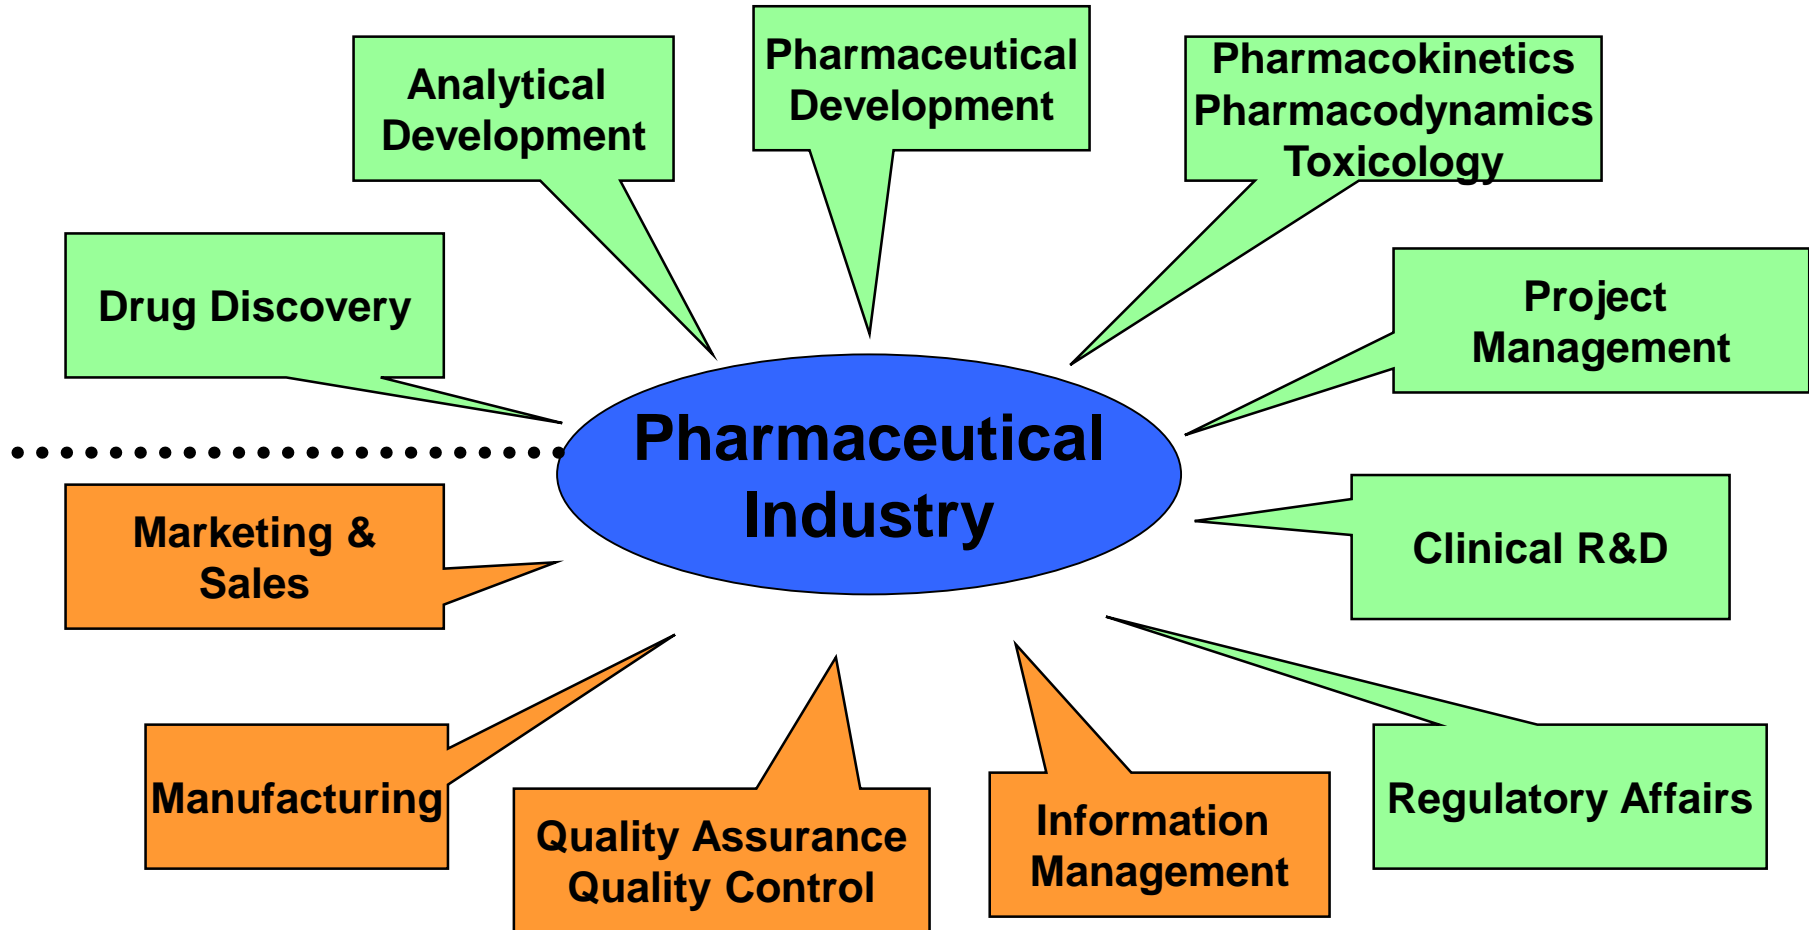 Pharmaceutical
Development
Pharmacokinetics
Pharmacodynamics
Toxicology
Analytical
Development
Drug Discovery
Project
Management
Pharmaceutical
Industry
Marketing &
Sales
Clinical R&D
Manufacturing
Quality Assurance
Quality Control
Information
Management
Regulatory Affairs